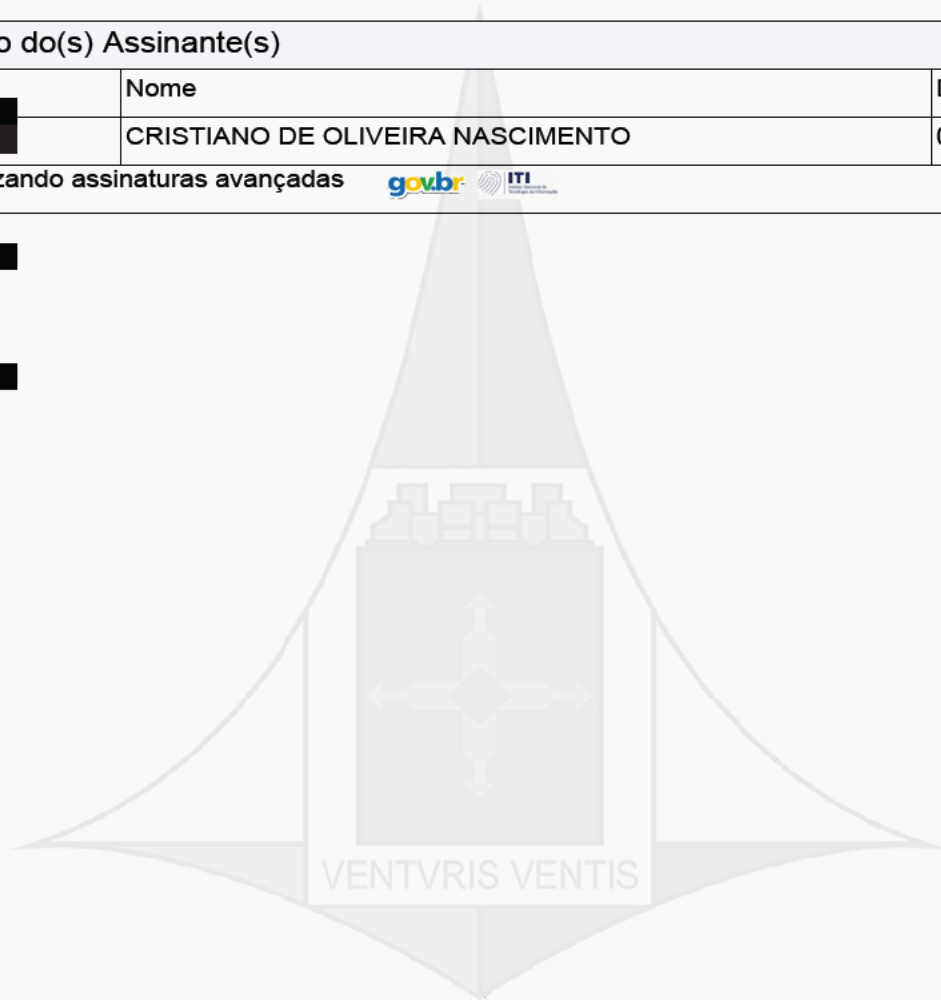 o do(s) Assinante(s)
Nome
CRISTIANO DE OLIVEIRA NASCIMENTO
zando assinaturas avançadas gov.br ITI
VENTVRIS VENTIS